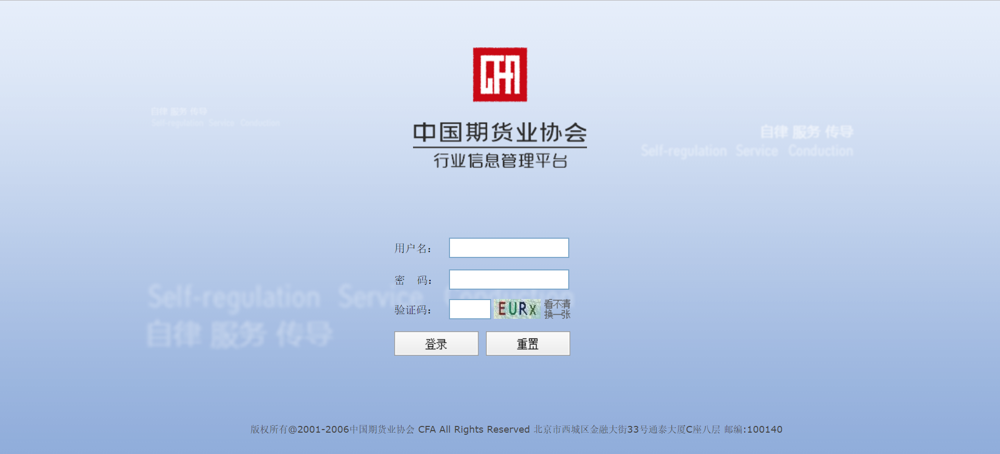 CFA
自律 服务 传导
Self-regulation Service Conduction
中国期货业协会
行业信息管理平台
自律 服务 传导
Self-regulation Service Conduction
用户名：
密 码：
Self-regulation Service Conduction
验证码： EURx 看不清
换一张
自律 服务 传导
登录 重置
版权所有@2001-2006中国期货业协会 CFA All Rights Reserved 北京市西城区金融大街33号通泰大厦C座八层 邮编:100140